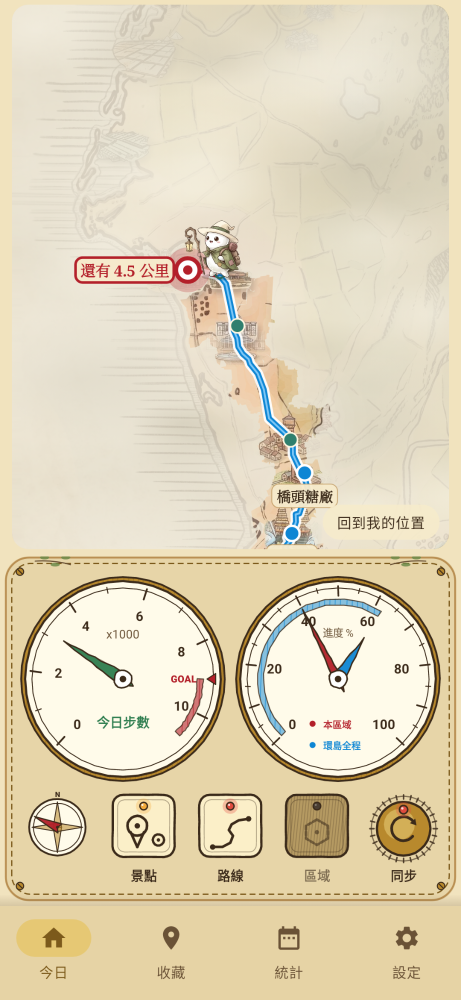 還有 4.5 公里
橋頭糖廠
回到我的位置
0
2
4
6
8
10
x1000
GOAL
今日步數
0
20
40
60
80
100
進度 %
本區域
環島全程
N
景點
路線
區域
同步
今日
收藏
統計
設定